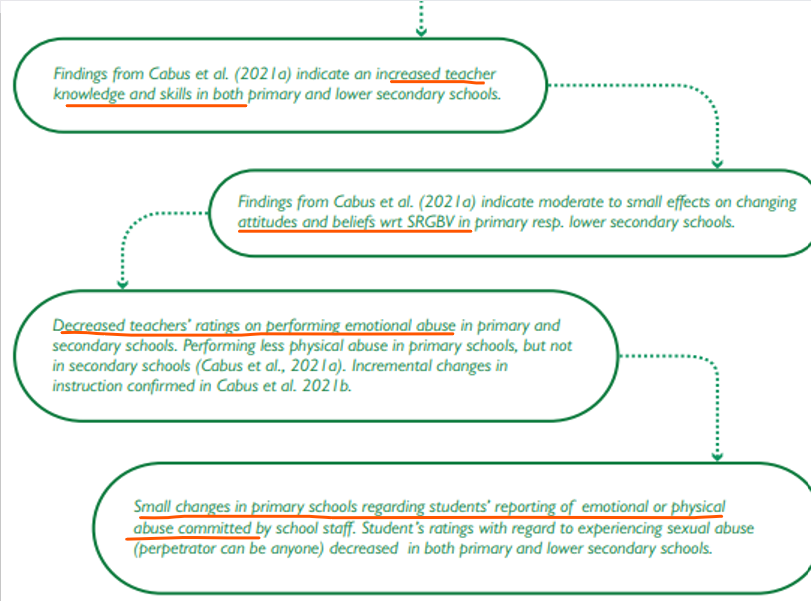 Findings from Cabus et al. (2021a) indicate an increased teacher
knowledge and skills in both primary and lower secondary schools.
Findings from Cabus et al. (2021a) indicate moderate to small effects on changing
attitudes and beliefs wrt SRGBV in primary resp. lower secondary schools.
Decreased teachers' ratings on performing emotional abuse in primary and
secondary schools. Performing less physical abuse in primary schools, but not
in secondary schools (Cabus et al., 2021a). Incremental changes in
instruction confirmed in Cabus et al. 2021b.
Small changes in primary schools regarding students' reporting of emotional or physical
abuse committed by school staff. Student's ratings with regard to experiencing sexual abuse
(perpetrator can be anyone) decreased in both primary and lower secondary schools.